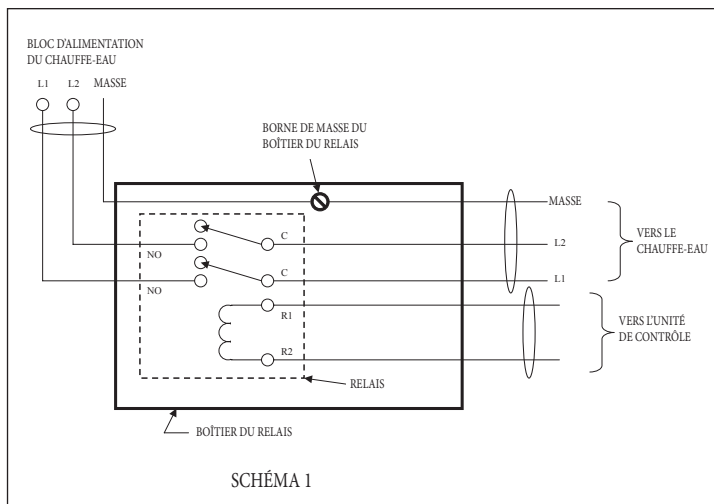 BLOC D'ALIMENTATION
DU CHAUFFE-EAU
L1 L2 MASSE
BORNE DE MASSE DU
BOÎTIER DU RELAIS
MASSE
C
L2
NO
VERS LE
CHAUFFE-EAU
C
L1
NO
R1
VERS L'UNITÉ
DE CONTRÔLE
R2
RELAIS
BOÎTIER DU RELAIS
SCHÉMA 1